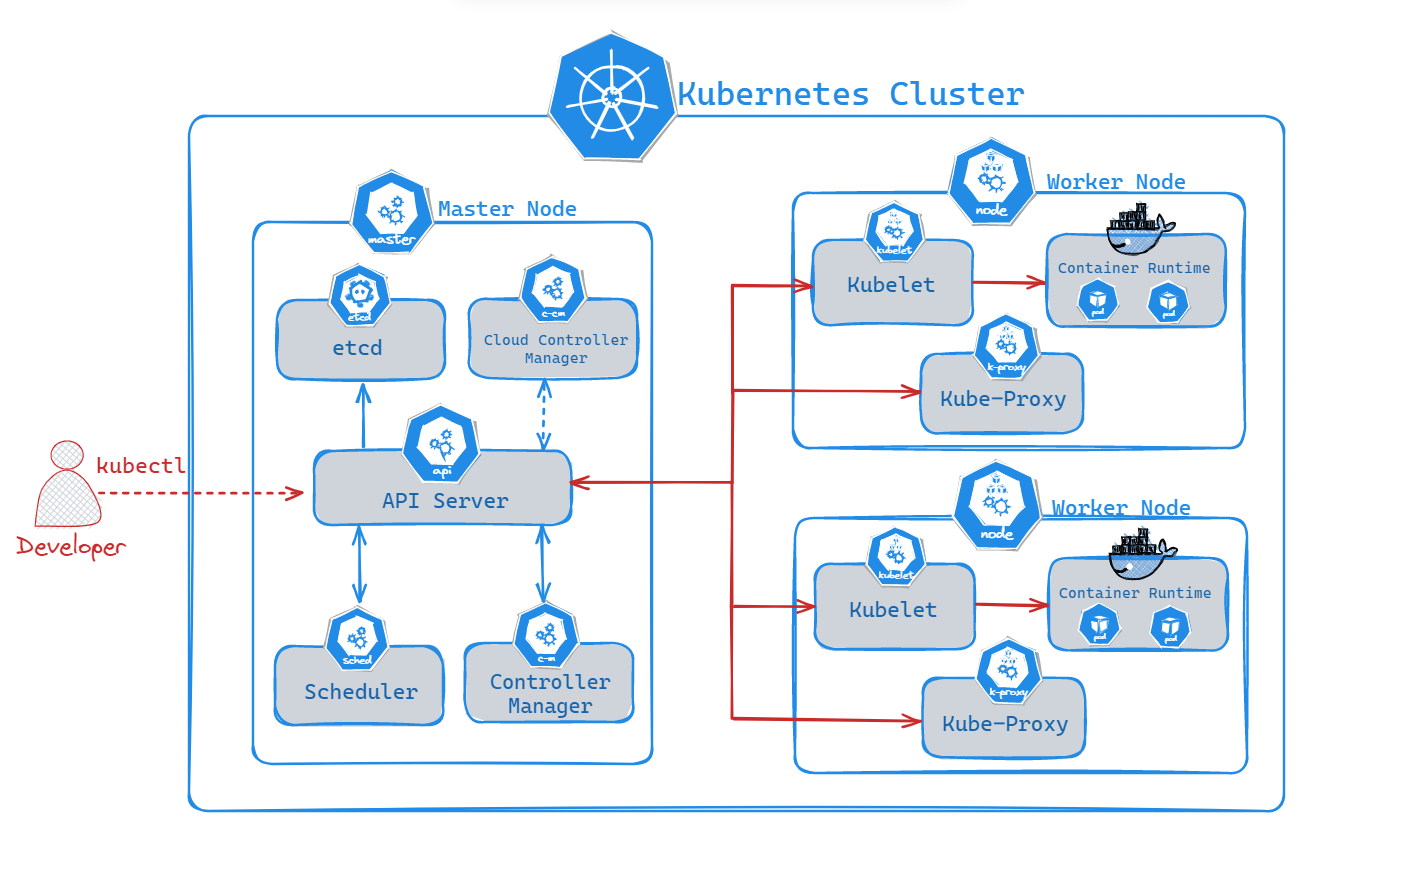 Kubernetes Cluster
Master Node
master
etcd
etcd
c-cm
Cloud Controller
Manager
api
API Server
kubectl
Developer
sched
Scheduler
c-m
Controller
Manager
Worker Node
node
kubelet
Kubelet
Container Runtime
pod
pod
k-proxy
Kube-Proxy
Worker Node
node
kubelet
Kubelet
Container Runtime
pod
pod
k-proxy
Kube-Proxy